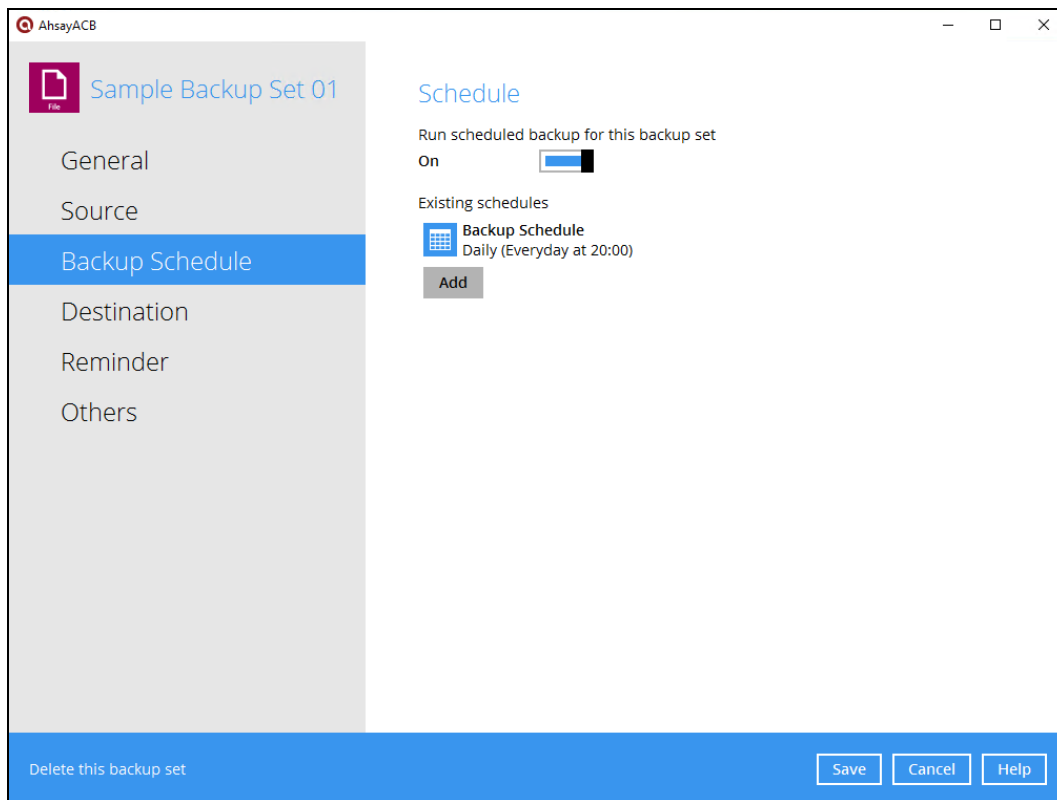 AhsayACB
Sample Backup Set 01
File
General
Source
Backup Schedule
Destination
Reminder
Others
Schedule
Run scheduled backup for this backup set
On
Existing schedules
Backup Schedule
Daily (Everyday at 20:00)
Add
Delete this backup set
Save
Cancel
Help